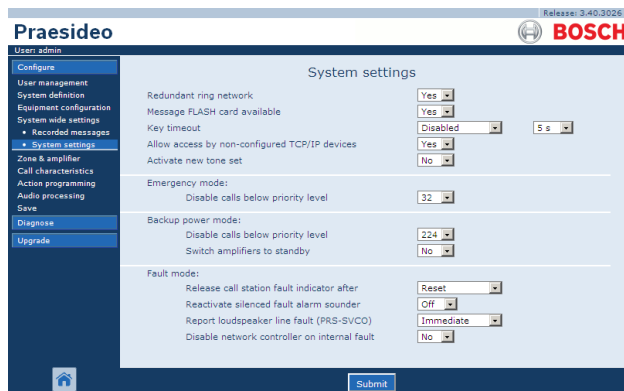 Release: 3.40.3026
Praesideo
BOSCH
User: admin
Configure
User management
System definition
Equipment configuration
System wide settings
• Recorded messages
• System settings
Zone & amplifier
Call characteristics
Action programming
Audio processing
Save
Diagnose
Upgrade
System settings
Redundant ring network Yes
Message FLASH card available Yes
Key timeout Disabled 5 s
Allow access by non-configured TCP/IP devices Yes
Activate new tone set No
Emergency mode:
Disable calls below priority level 32
Backup power mode:
Disable calls below priority level 224
Switch amplifiers to standby No
Fault mode:
Release call station fault indicator after Reset
Reactivate silenced fault alarm sounder Off
Report loudspeaker line fault (PRS-SVCO) Immediate
Disable network controller on internal fault No
Submit